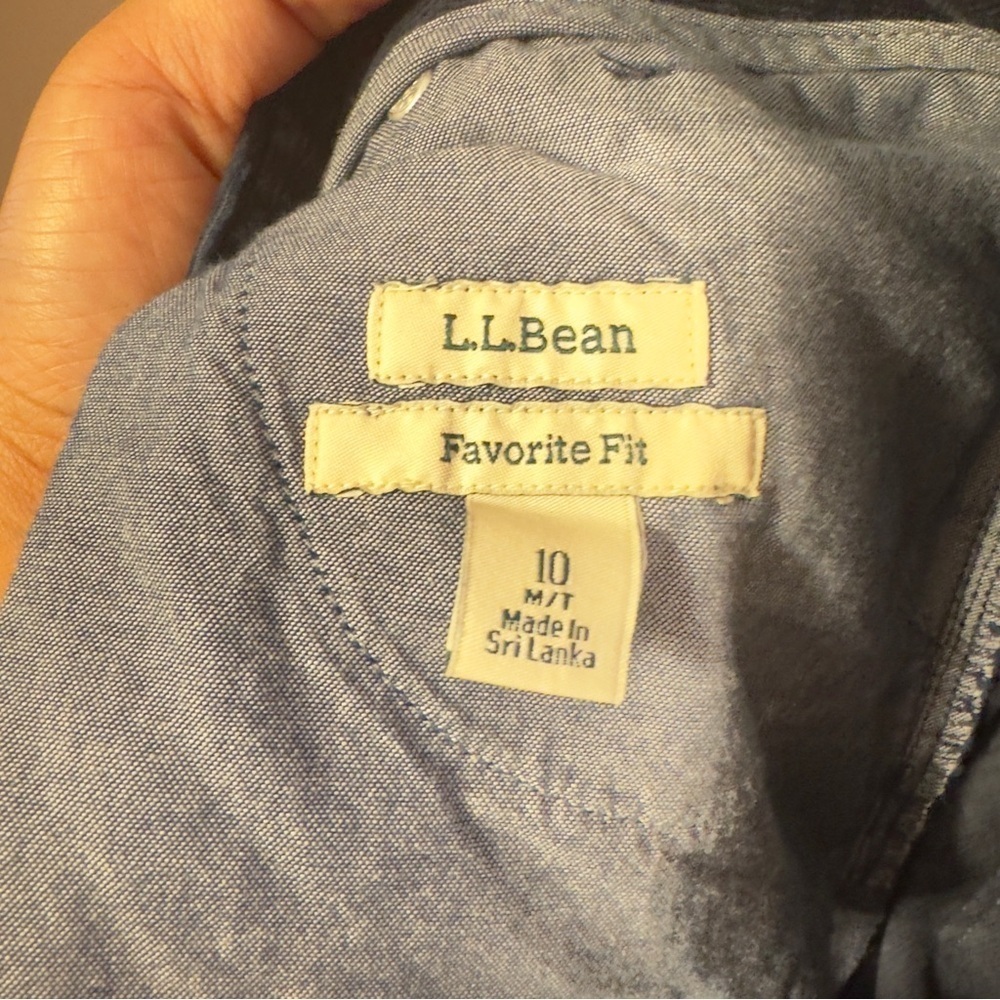 L.L.Bean
Favorite Fit
10
M/T
Made In
Sri Lanka